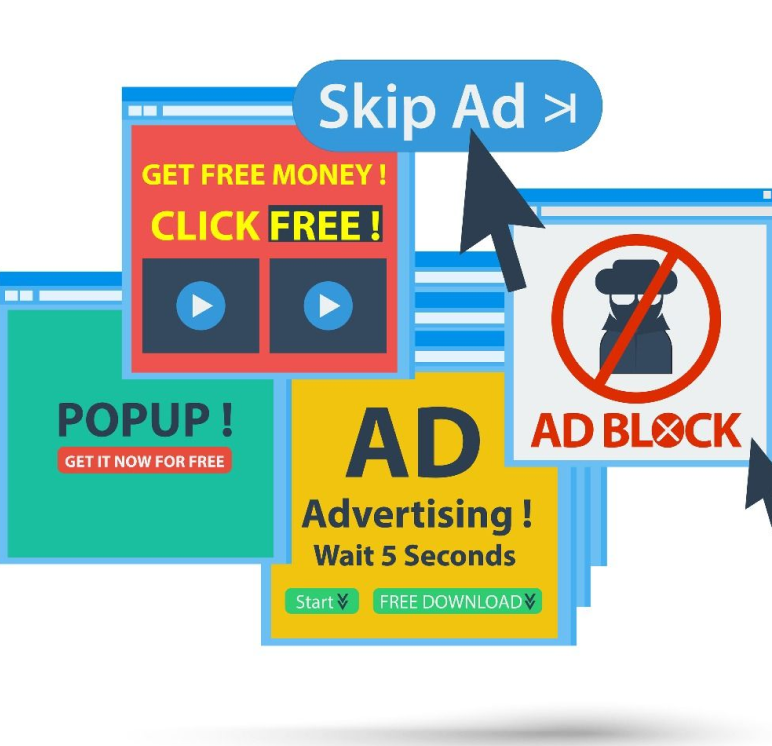 Skip Ad
GET FREE MONEY !
CLICK FREE !
POPUP !
GET IT NOW FOR FREE
AD
Advertising !
Wait 5 Seconds
Start
FREE DOWNLOAD
AD BLOCK